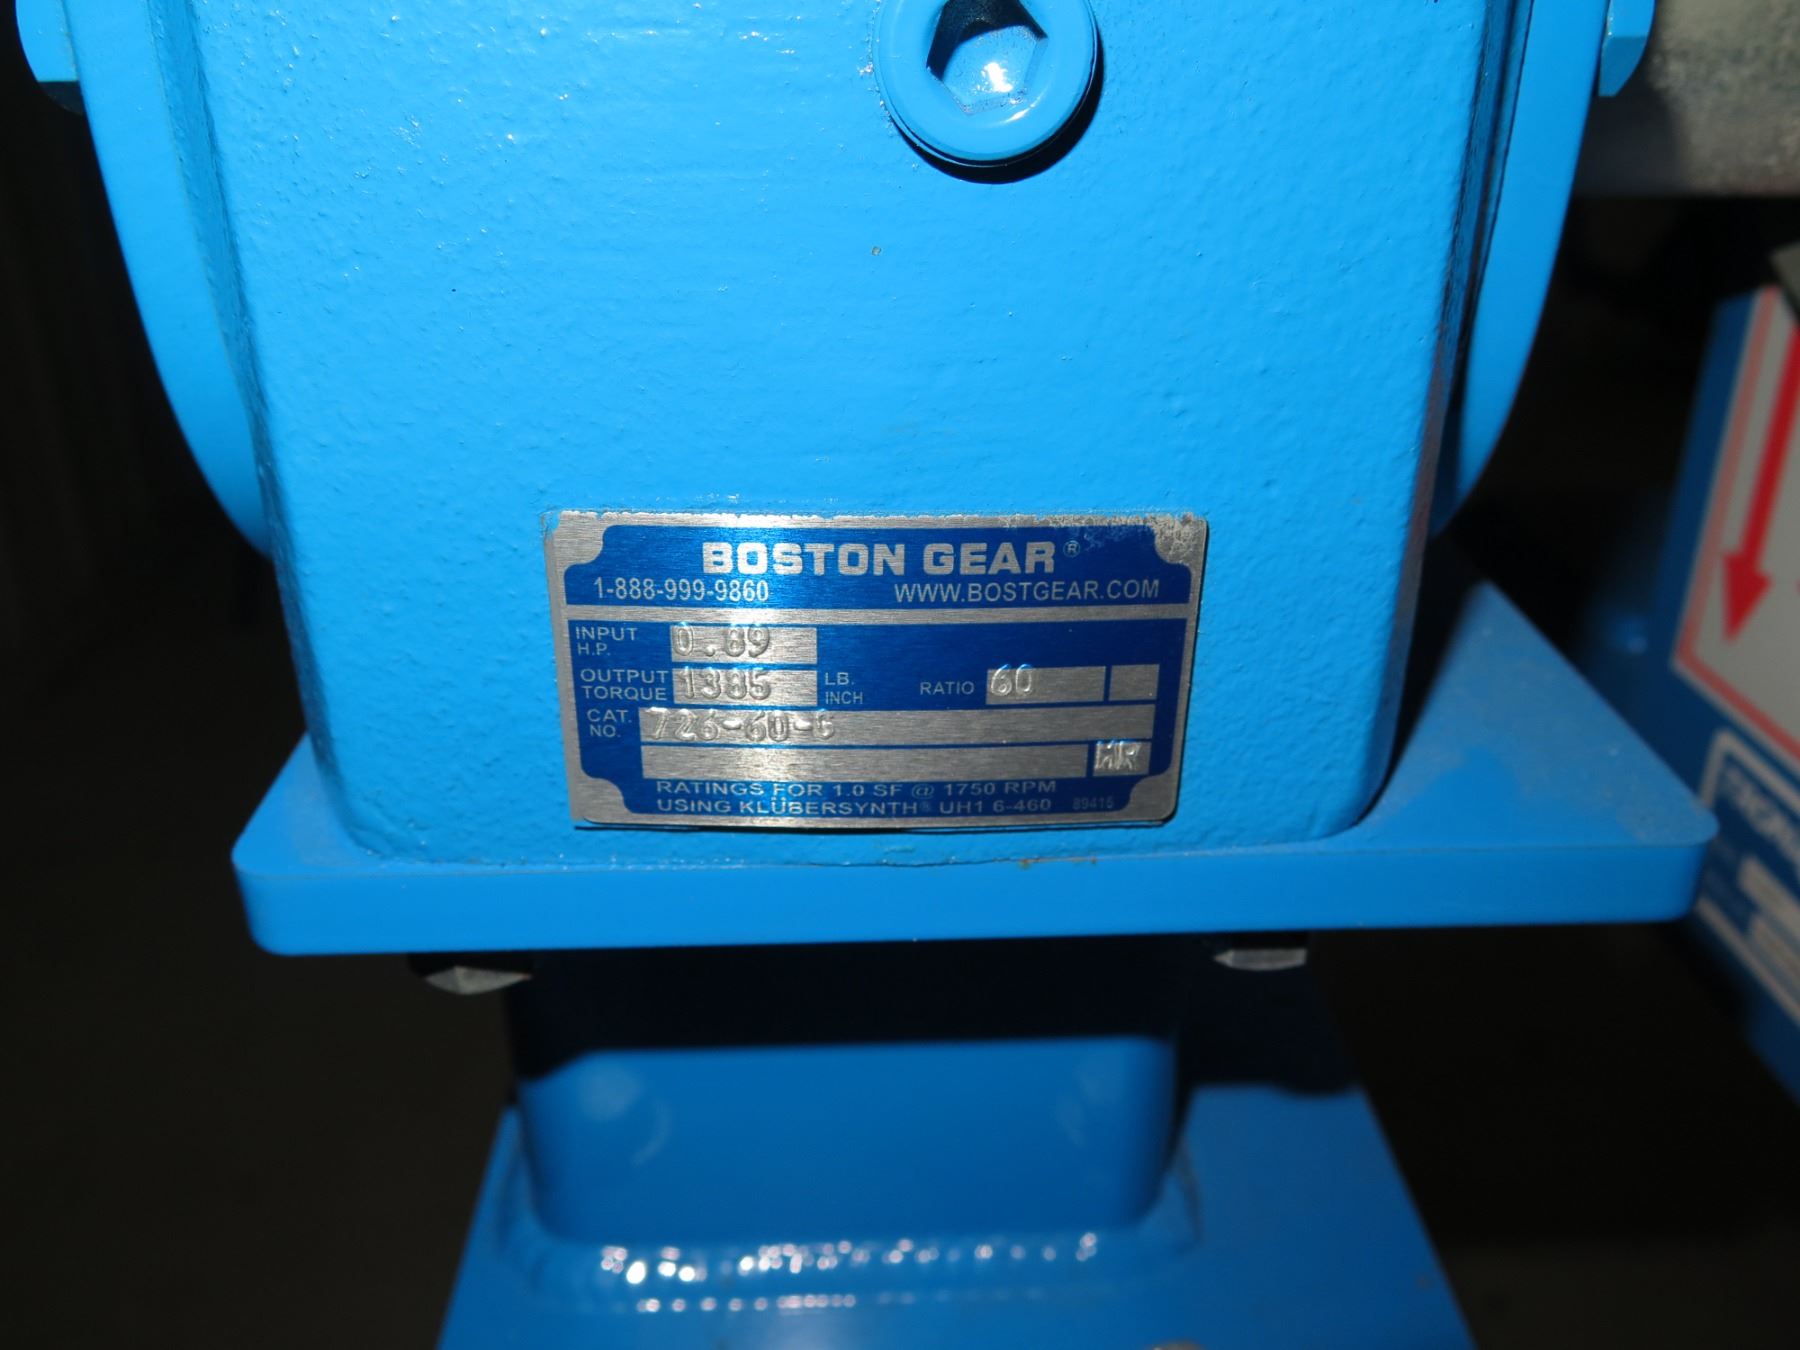 BOSTON GEAR®
1-888-999-9860 WWW.BOSTGEAR.COM
INPUT H.P. 0.89
OUTPUT TORQUE 1385 LB. INCH RATIO 60
CAT. NO. 726-60-G
WR
RATINGS FOR 1.0 SF @ 1750 RPM
USING KLÜBERSYNTH® UH1 6-460 89415